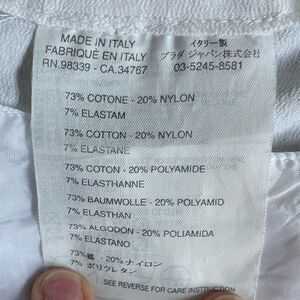 MADE IN ITALY
FABRIQUÉ EN ITALY
RN.98339 - CA.34767
イタリー製
プラダ ジャパン株式会社
03-5245-8581
73% COTONE - 20% NYLON
7% ELASTAM
73% COTTON - 20% NYLON
7% ELASTANE
73% COTON - 20% POLYAMIDE
7% ELASTHANNE
73% BAUMWOLLE - 20% POLYAMID
7% ELASTHAN
73% ALGODON - 20% POLIAMIDA
7% ELASTANO
73% 綿 - 20% ナイロン
7% ポリウレタン
SEE REVERSE FOR CARE INSTRUCTION